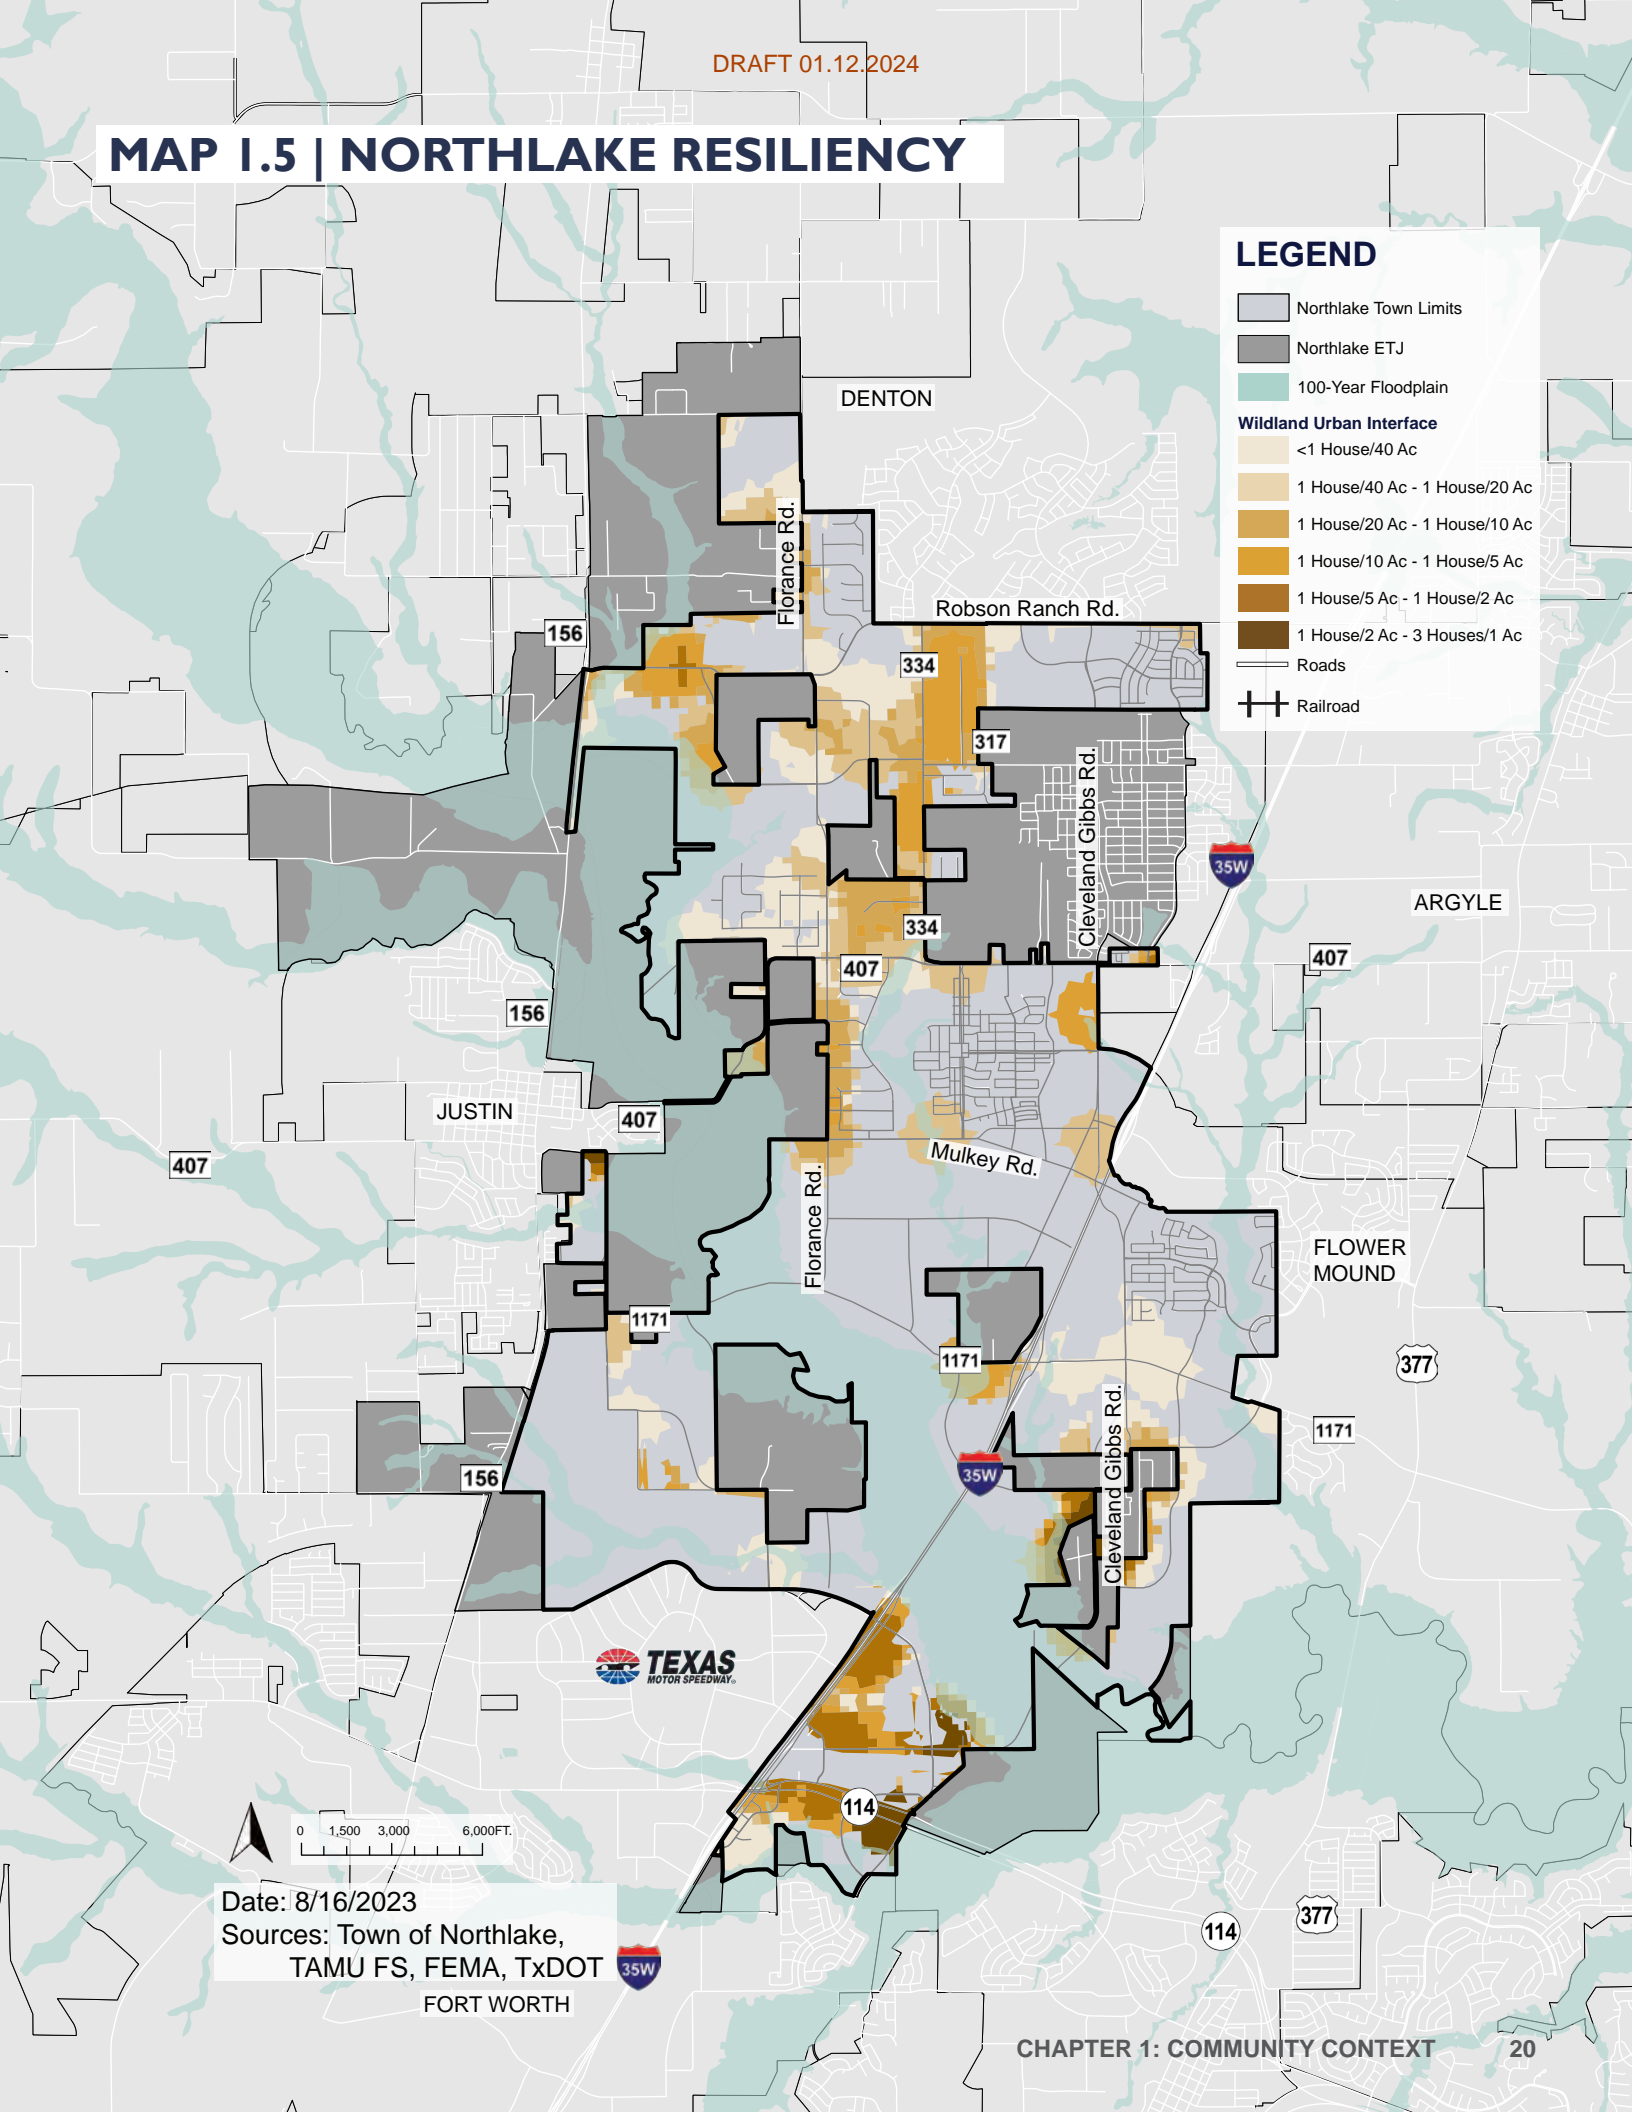 DRAFT 01.12.2024
MAP 1.5 | NORTHLAKE RESILIENCY
LEGEND
Northlake Town Limits
Northlake ETJ
100-Year Floodplain
Wildland Urban Interface
<1 House/40 Ac
1 House/40 Ac - 1 House/20 Ac
1 House/20 Ac - 1 House/10 Ac
1 House/10 Ac - 1 House/5 Ac
1 House/5 Ac - 1 House/2 Ac
1 House/2 Ac - 3 Houses/1 Ac
Roads
Railroad
DENTON
Florance Rd.
Robson Ranch Rd.
156
334
317
Cleveland Gibbs Rd.
35W
ARGYLE
334
407
407
156
JUSTIN
407
407
Mulkey Rd.
Florance Rd.
FLOWER
MOUND
1171
1171
377
Cleveland Gibbs Rd.
1171
35W
156
TEXAS
MOTOR SPEEDWAY
114
0 1,500 3,000 6,000FT.
Date: 8/16/2023
Sources: Town of Northlake,
TAMU FS, FEMA, TxDOT
35W
377
114
FORT WORTH
CHAPTER 1: COMMUNITY CONTEXT 20